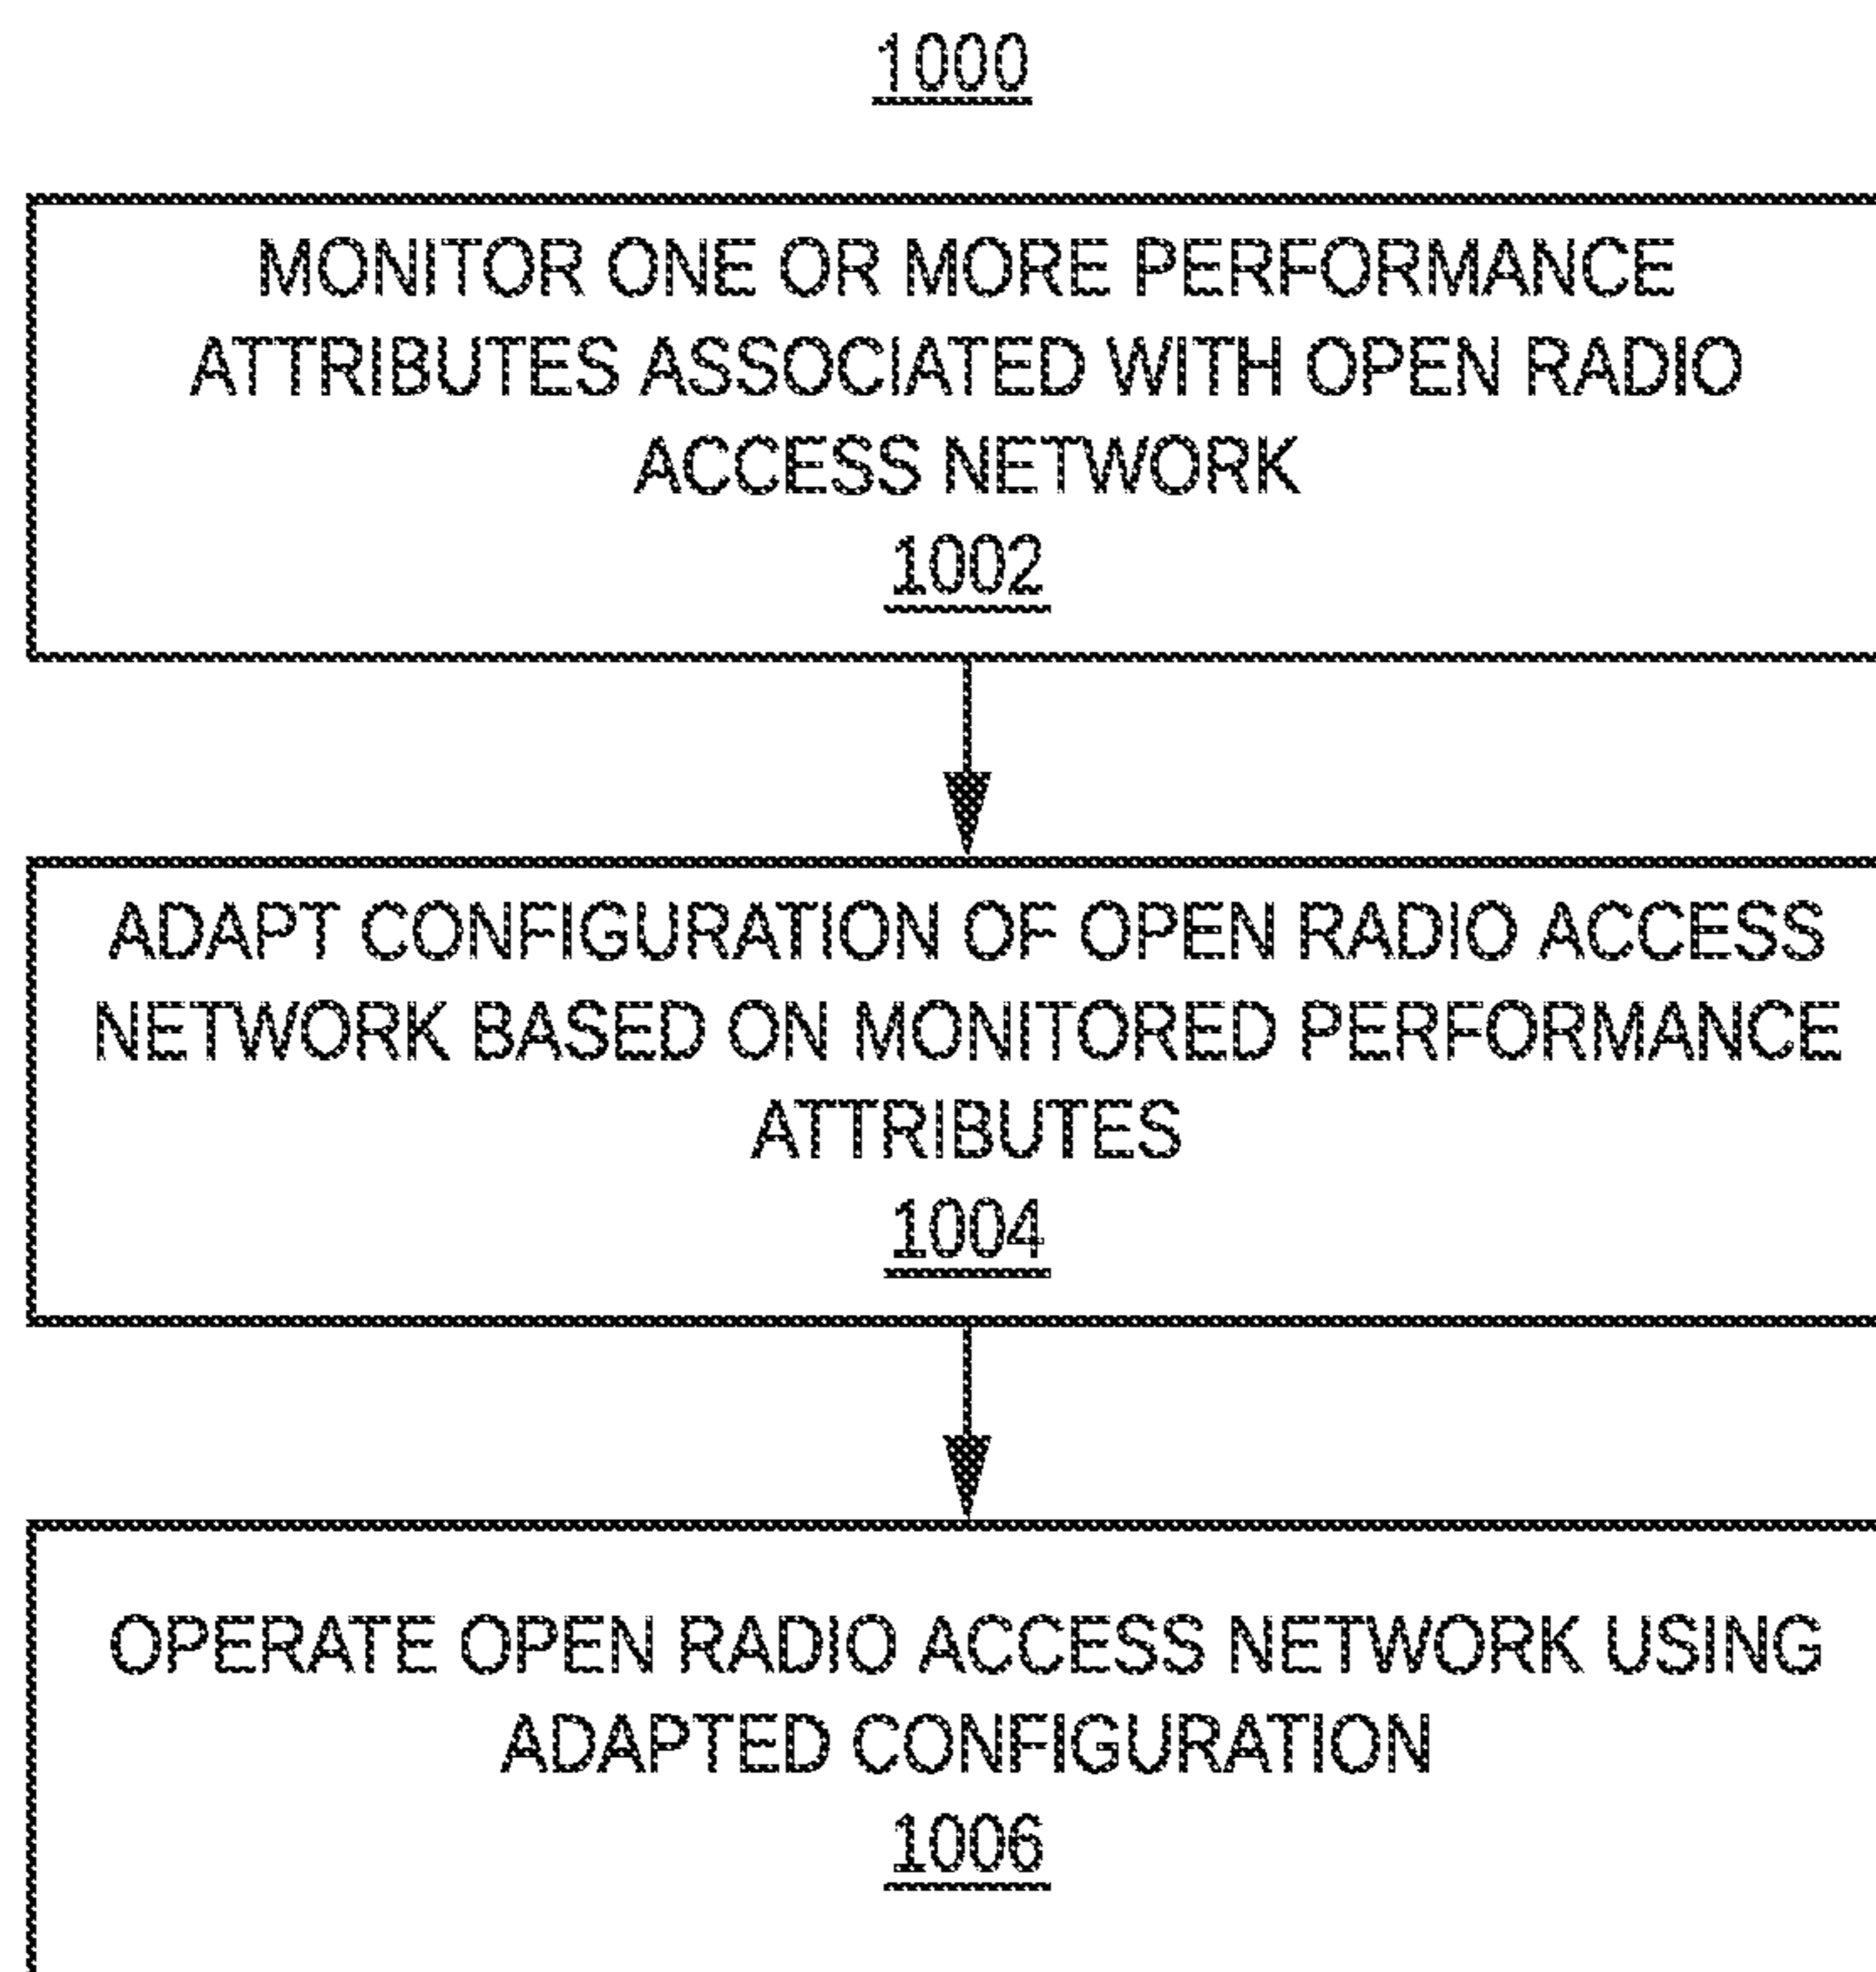 1000
MONITOR ONE OR MORE PERFORMANCE
ATTRIBUTES ASSOCIATED WITH OPEN RADIO
ACCESS NETWORK
1002
ADAPT CONFIGURATION OF OPEN RADIO ACCESS
NETWORK BASED ON MONITORED PERFORMANCE
ATTRIBUTES
1004
OPERATE OPEN RADIO ACCESS NETWORK USING
ADAPTED CONFIGURATION
1006